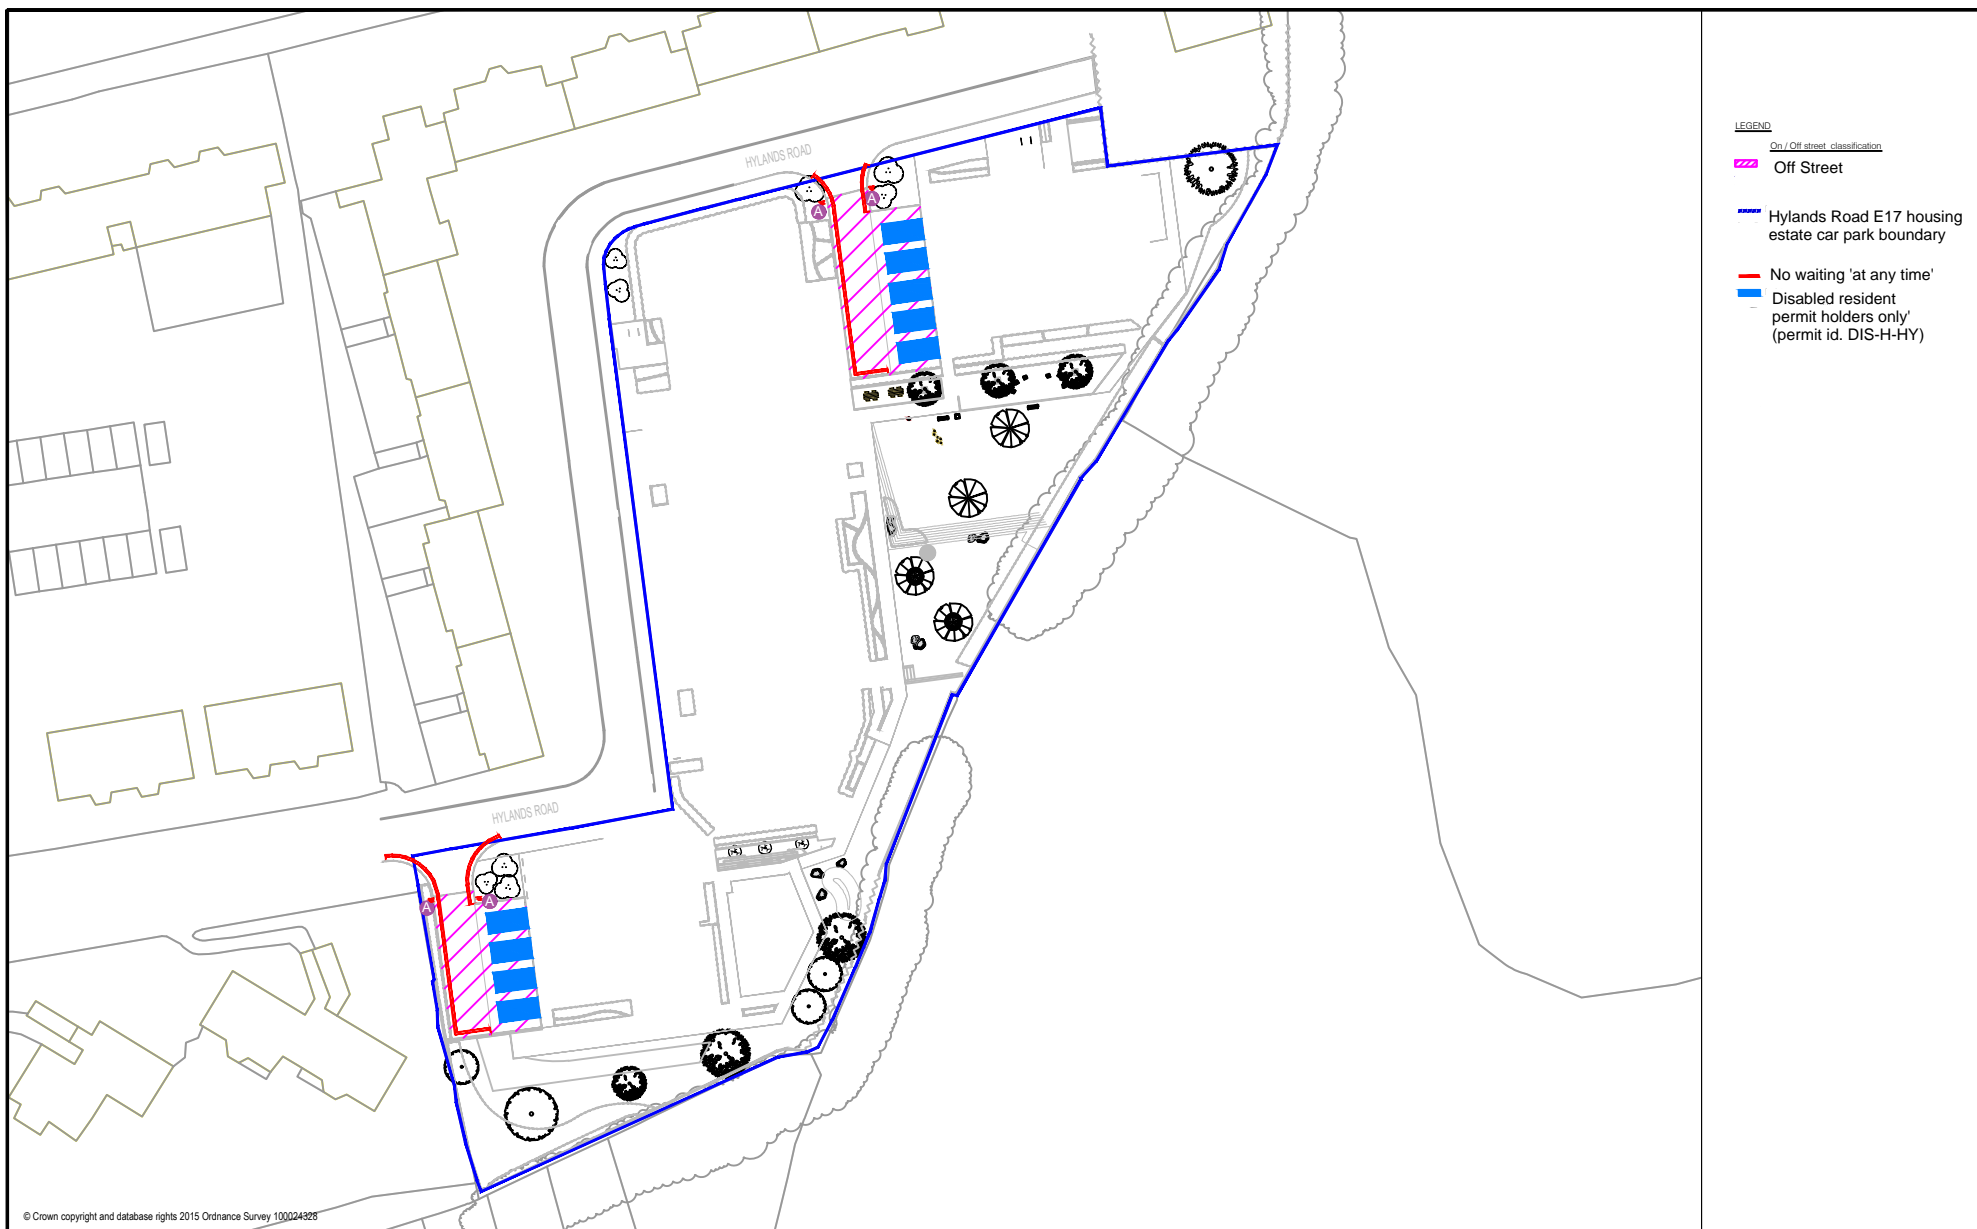 HYLANDS ROAD
A
A
HYLANDS ROAD
A
A
LEGEND
On / Off street classification
Off Street
Hylands Road E17 housing
estate car park boundary
No waiting 'at any time'
Disabled resident
permit holders only'
(permit id. DIS-H-HY)
© Crown copyright and database rights 2015 Ordnance Survey 100024328